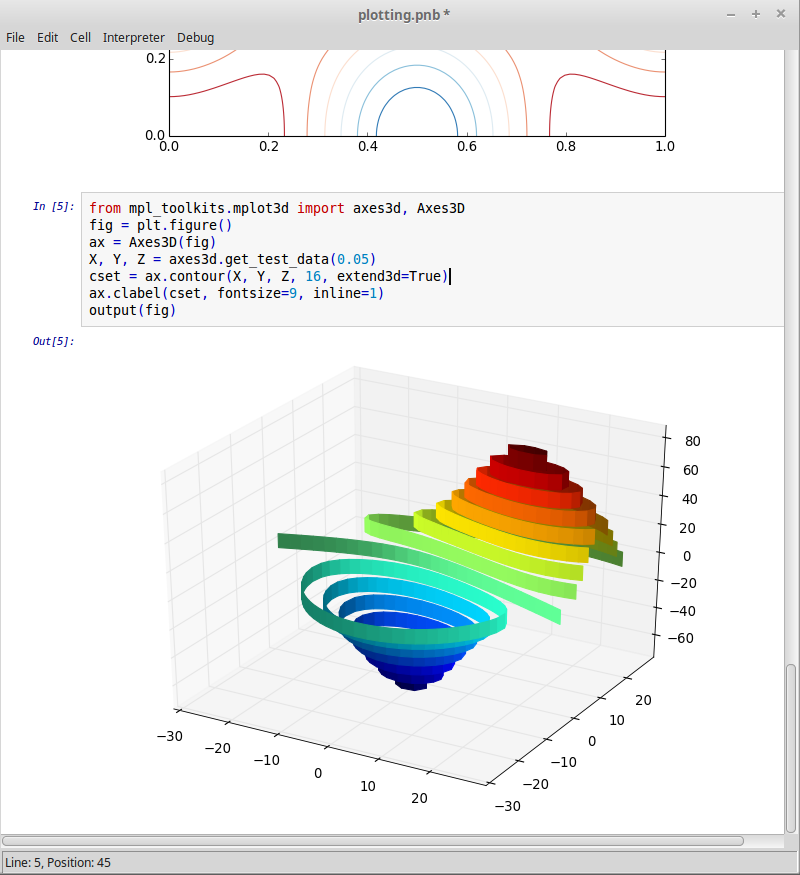 plotting.pnb *
File Edit Cell Interpreter Debug
0.2
0.0
0.0 0.2 0.4 0.6 0.8 1.0
In [5]:
from mpl_toolkits.mplot3d import axes3d, Axes3D
fig = plt.figure()
ax = Axes3D(fig)
X, Y, Z = axes3d.get_test_data(0.05)
cset = ax.contour(X, Y, Z, 16, extend3d=True)
ax.clabel(cset, fontsize=9, inline=1)
output(fig)
Out[5]:
80
60
40
20
0
−20
−40
−60
20
10
0
−10
−20
−30
−30
−20
−10
0
10
20
Line: 5, Position: 45